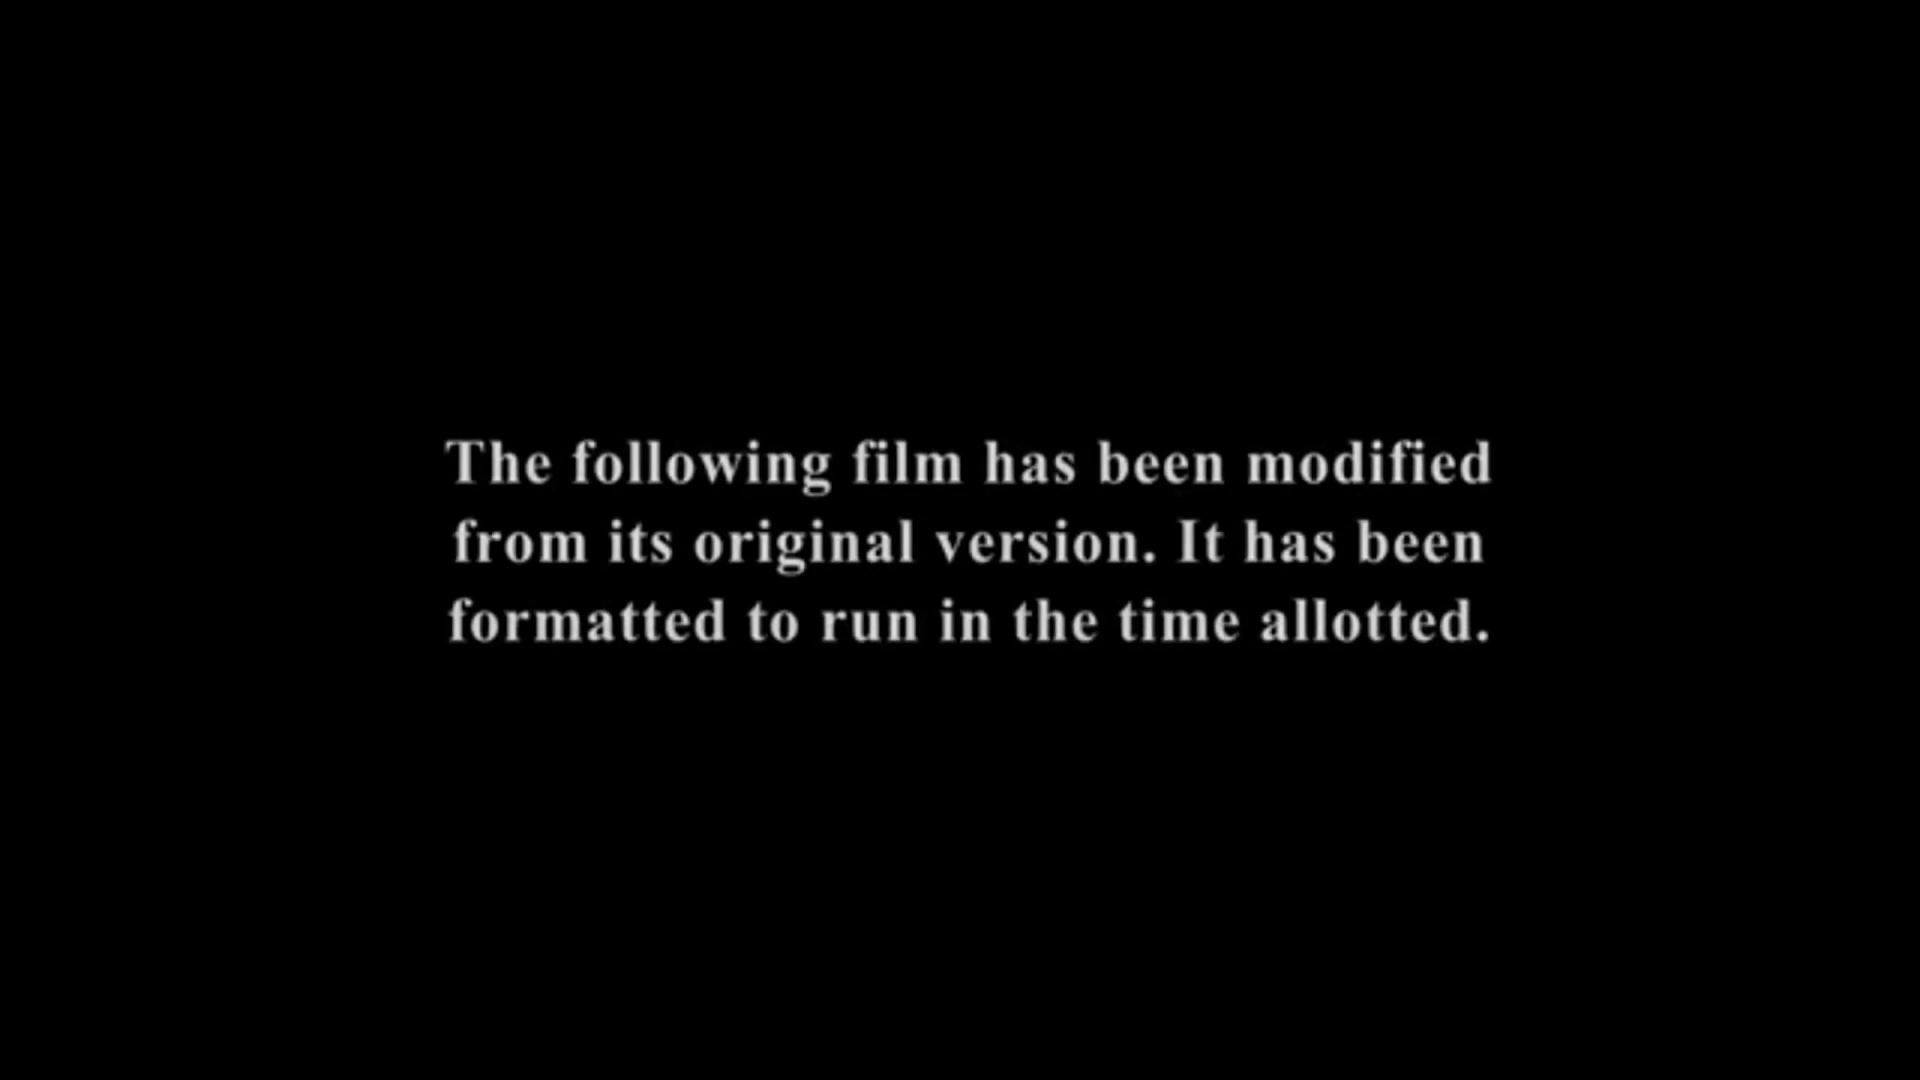 The following film has been modified
from its original version. It has been
formatted to run in the time allotted.